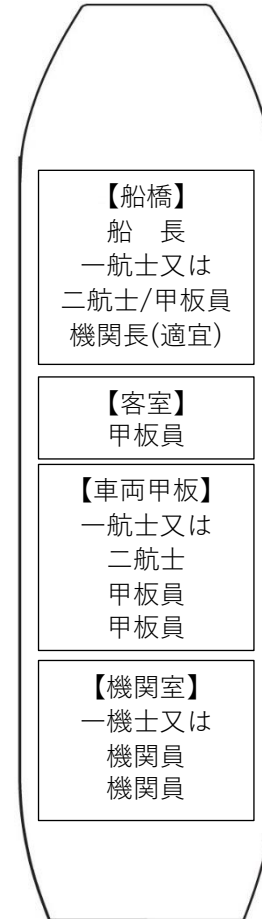 【船橋】
船　長
一航士又は
二航士/甲板員
機関長(適宜)
【客室】
甲板員
【車両甲板】
一航士又は
二航士
甲板員
甲板員
【機関室】
一機士又は
機関員
機関員